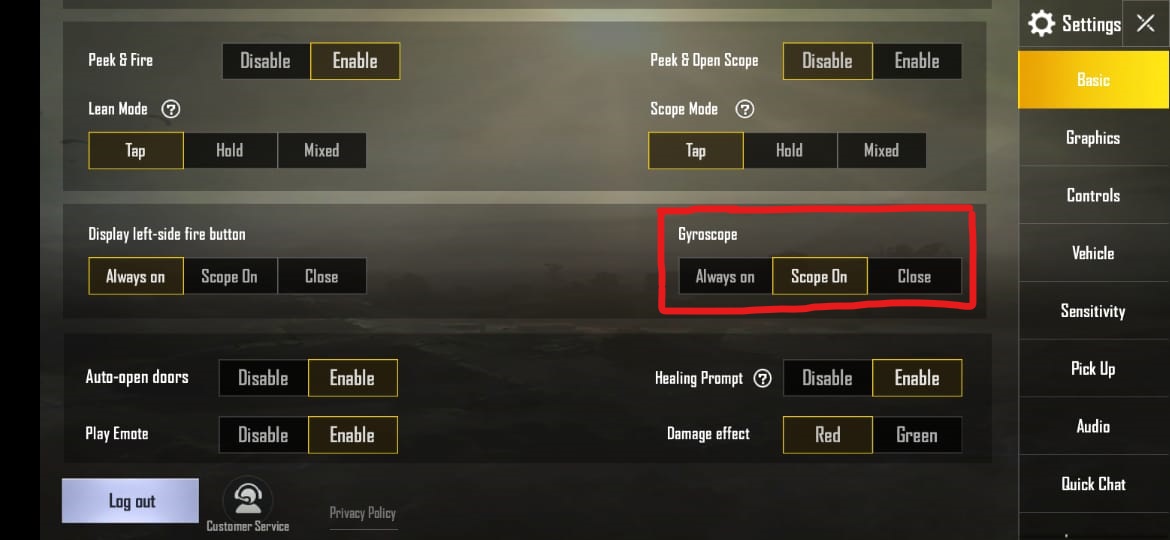 Settings
Peek & Fire
Disable
Enable
Peek & Open Scope
Disable
Enable
Basic
Lean Mode ?
Scope Mode ?
Graphics
Tap
Hold
Mixed
Tap
Hold
Mixed
Controls
Display left-side fire button
Gyroscope
Vehicle
Always on
Scope On
Close
Always on
Scope On
Close
Sensitivity
Auto-open doors
Disable
Enable
Healing Prompt ?
Disable
Enable
Pick Up
Play Emote
Disable
Enable
Damage effect
Red
Green
Audio
Log out
Customer Service
Privacy Policy
Quick Chat